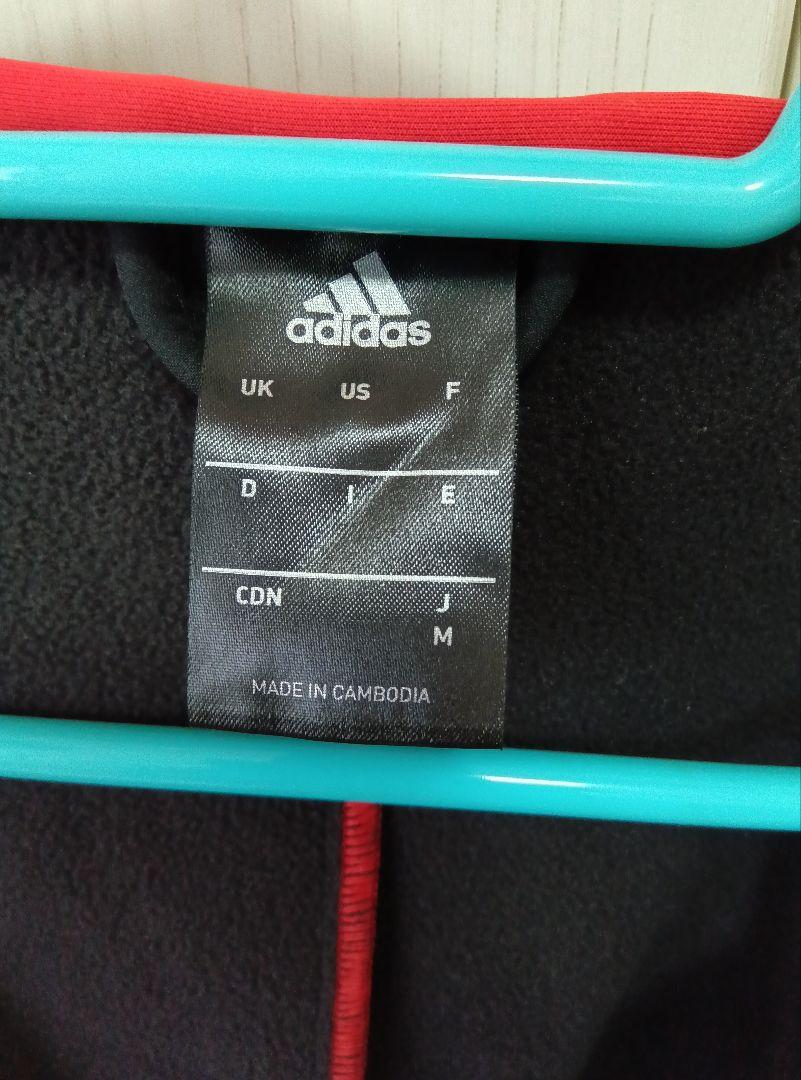 adidas
UK US F
D I E
CDN J
M
MADE IN CAMBODIA